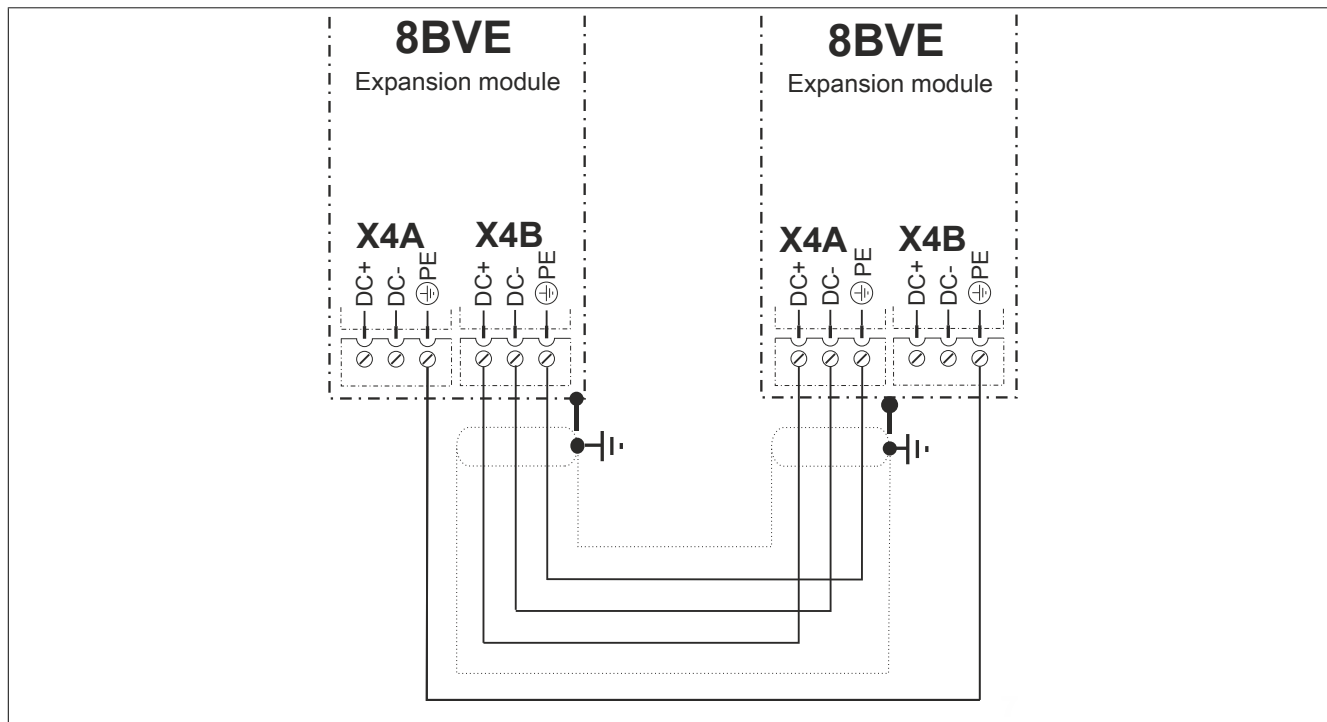 8BVE
Expansion module
X4A X4B
DC+ DC- PE DC+ DC- PE
8BVE
Expansion module
X4A X4B
DC+ DC- PE DC+ DC- PE